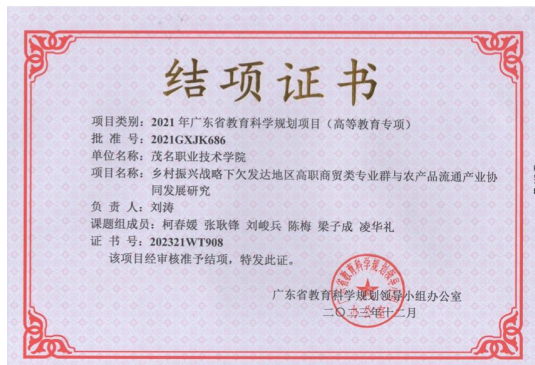 结项证书
项目类别：2021年广东省教育科学规划项目（高等教育专项）
批 准 号：2021GXJK686
单位名称：茂名职业技术学院
项目名称：乡村振兴战略下欠发达地区高职商贸类专业群与农产品流通产业协
同发展研究
负 责 人：刘涛
课题组成员：柯春媛 张耿锋 刘峻兵 陈梅 梁子成 凌华礼
证 书 号：202321WT908
该项目经审核准予结项，特发此证。
广东省教育科学规划领导小组办公室
二〇二三年十二月